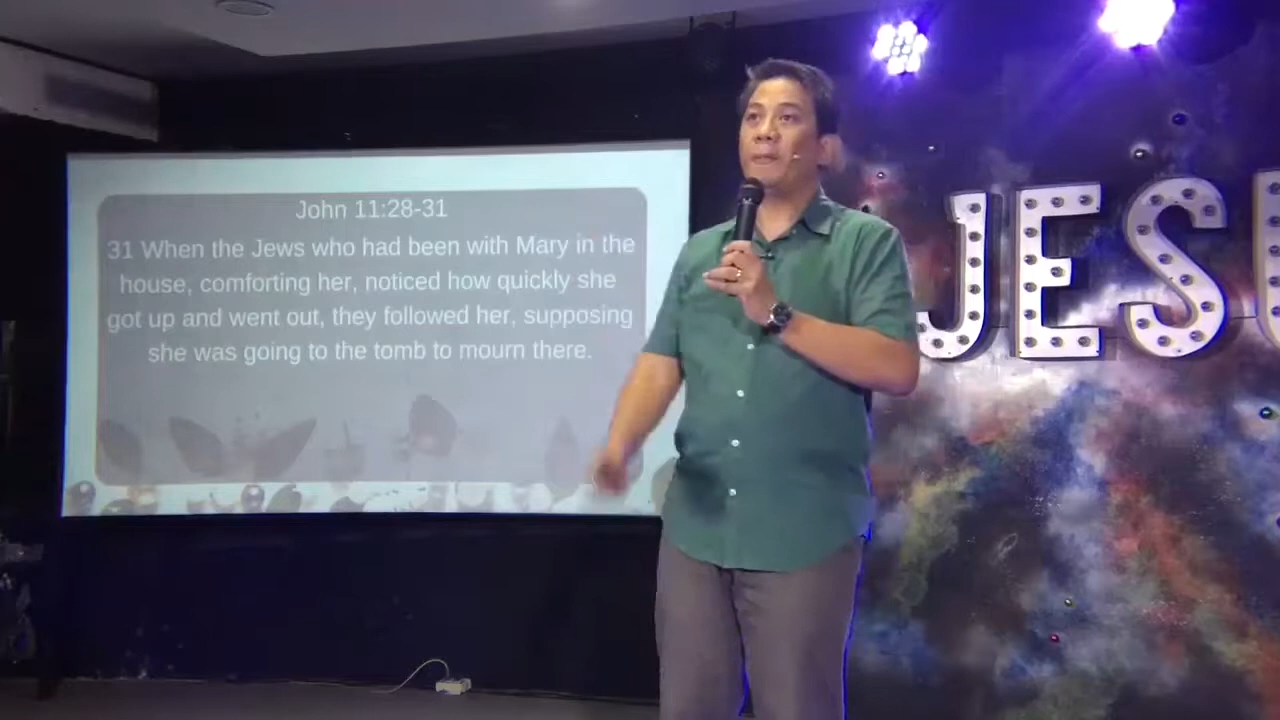 John 11:28-31
31 When the Jews who had been with Mary in the
house, comforting her, noticed how quickly she
got up and went out, they followed her, supposing
she was going to the tomb to mourn there.
JESU